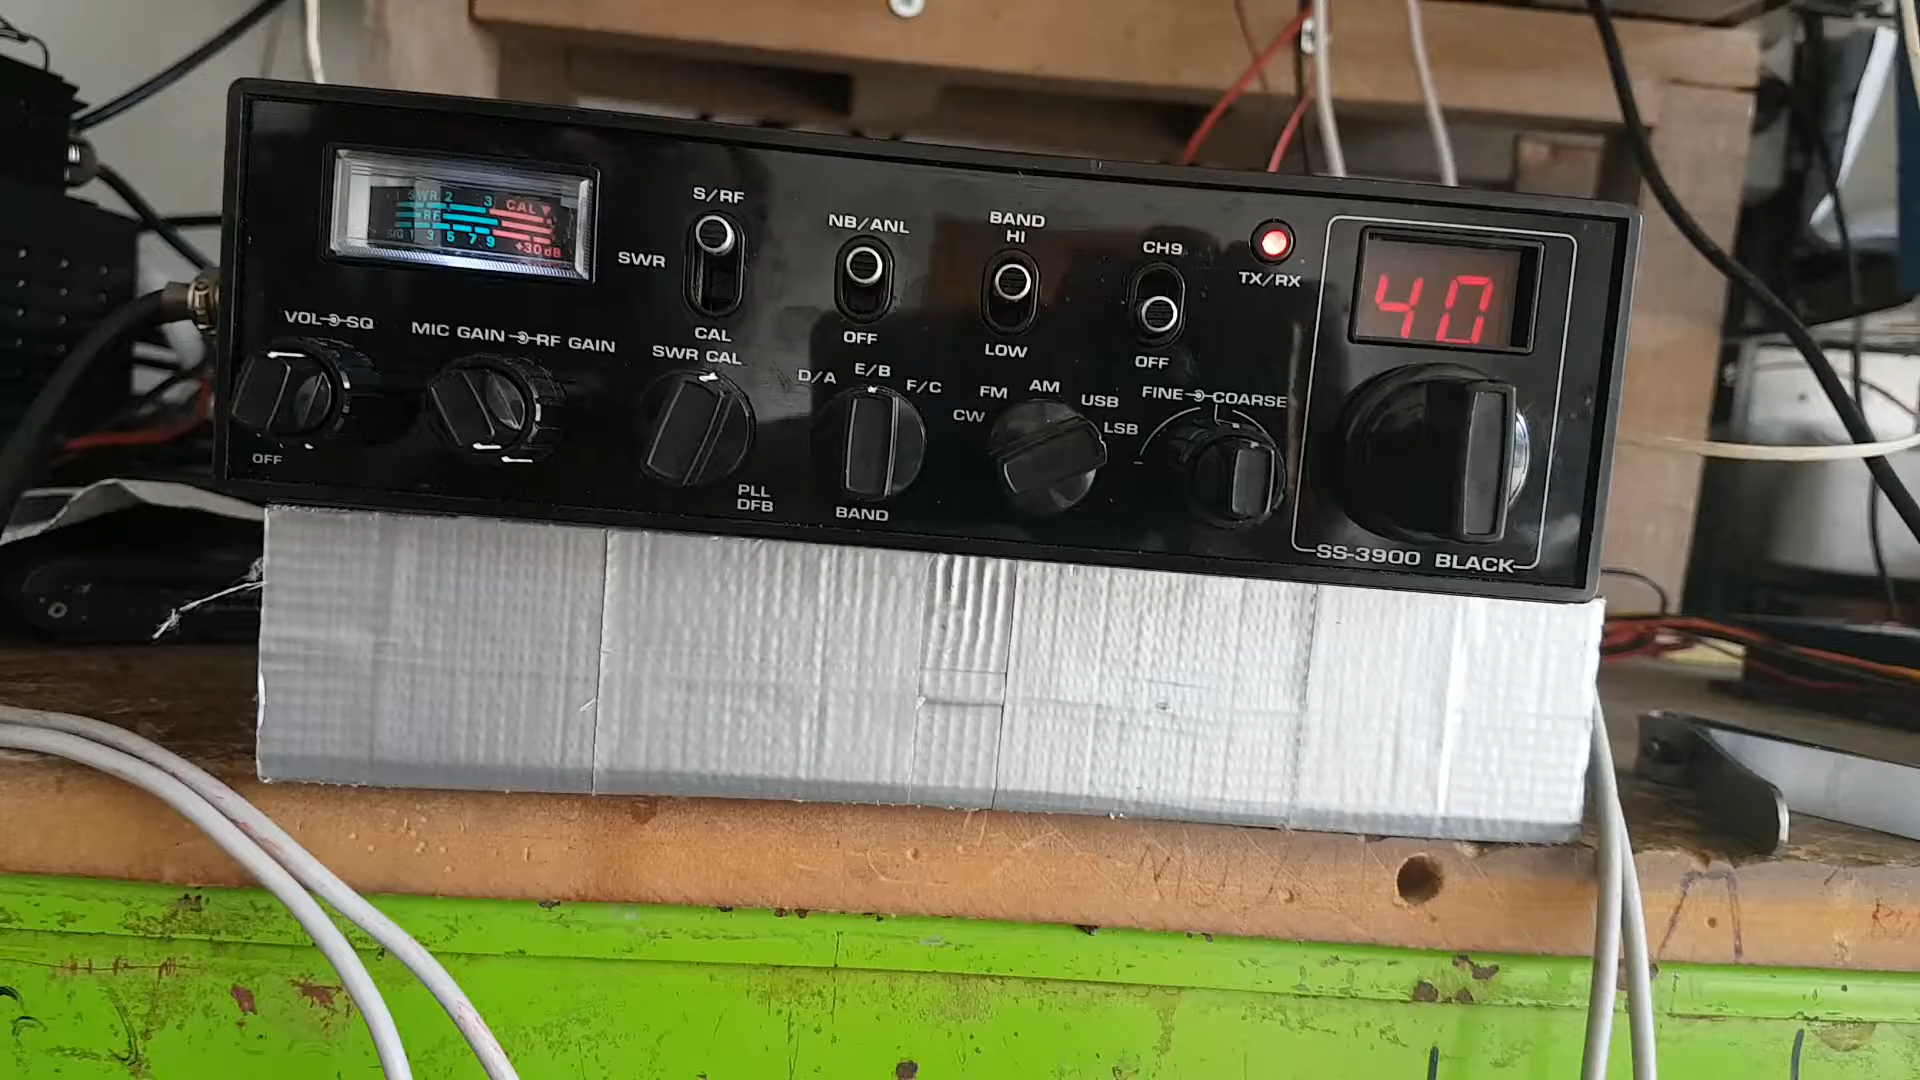 1 SWR 2 3 CAL
RF
SIG 1 3 5 7 9 +30dB
S/RF
SWR
CAL
NB/ANL
OFF
BAND
HI
LOW
CH9
OFF
TX/RX
40
VOL SQ
OFF
MIC GAIN RF GAIN
SWR CAL
PLL
DFB
D/A E/B F/C
BAND
CW FM AM USB LSB
FINE COARSE
SS-3900 BLACK